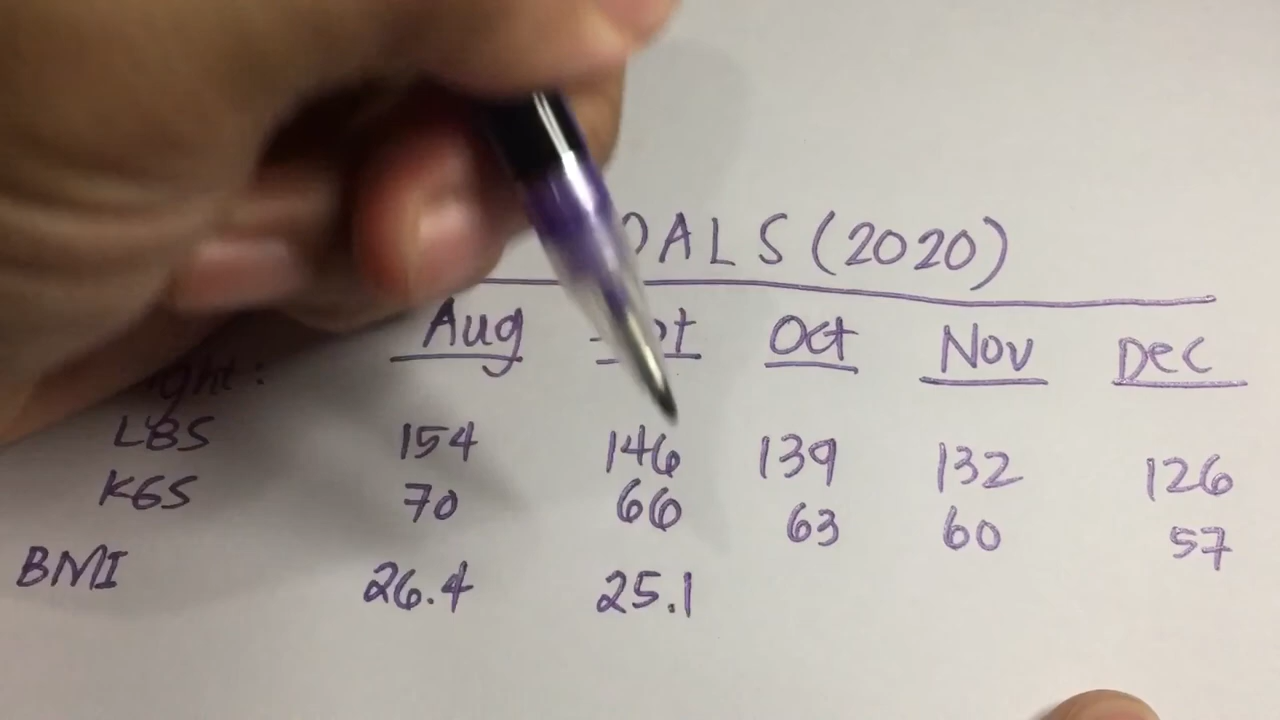 OALS (2020)
Aug Oct Nov Dec
LBS 154 146 139 132 126
KGS 70 66 63 60 57
BMI 26.4 25.1